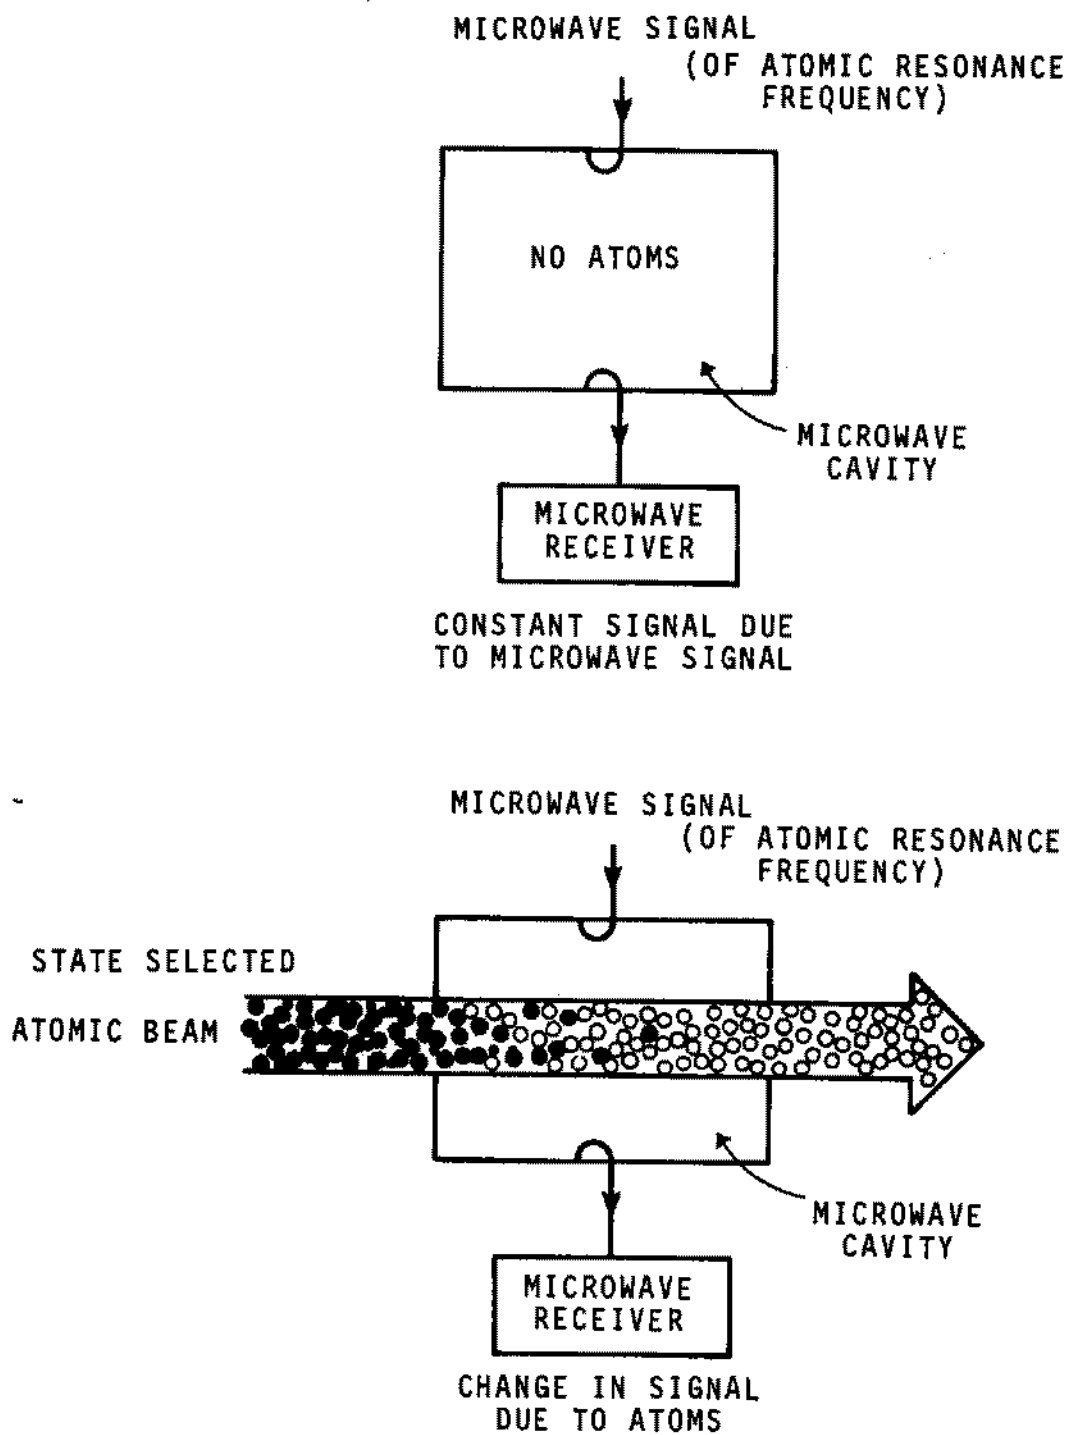 MICROWAVE SIGNAL
(OF ATOMIC RESONANCE
FREQUENCY)
NO ATOMS
MICROWAVE
CAVITY
MICROWAVE
RECEIVER
CONSTANT SIGNAL DUE
TO MICROWAVE SIGNAL
MICROWAVE SIGNAL
(OF ATOMIC RESONANCE
FREQUENCY)
STATE SELECTED
ATOMIC BEAM
MICROWAVE
CAVITY
MICROWAVE
RECEIVER
CHANGE IN SIGNAL
DUE TO ATOMS